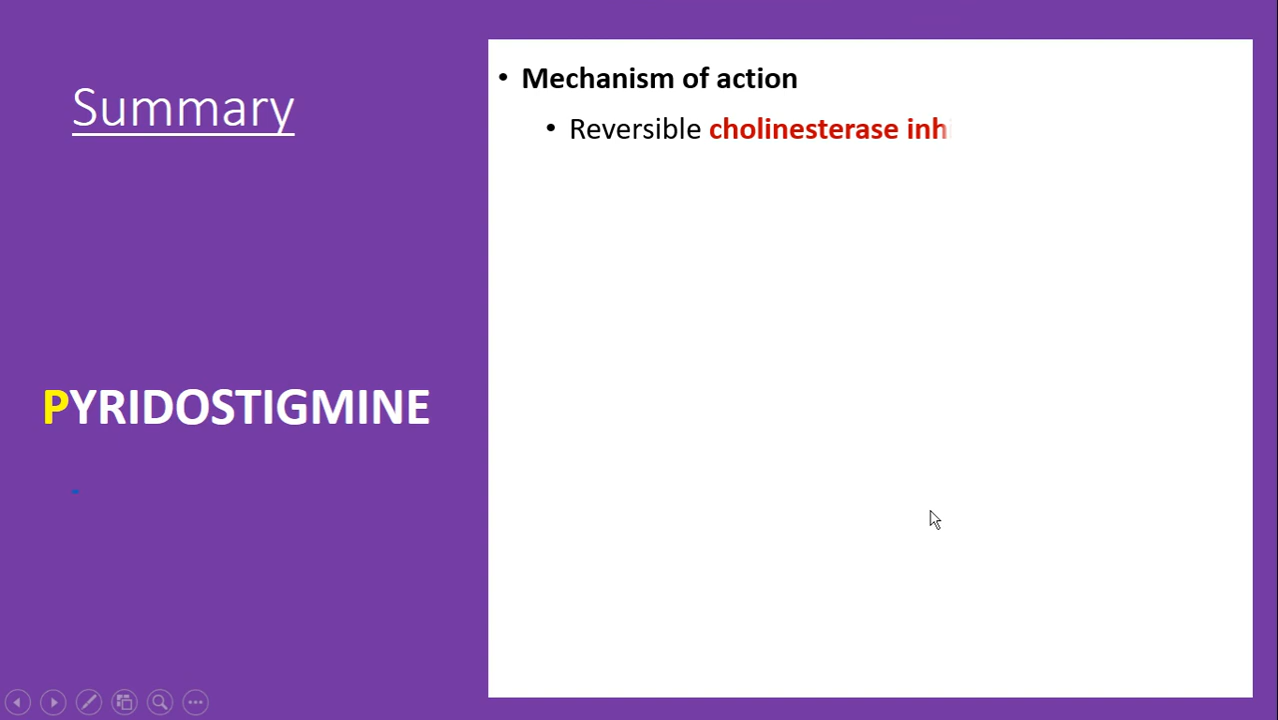 Summary
PYRIDOSTIGMINE
• Mechanism of action
• Reversible cholinesterase inh